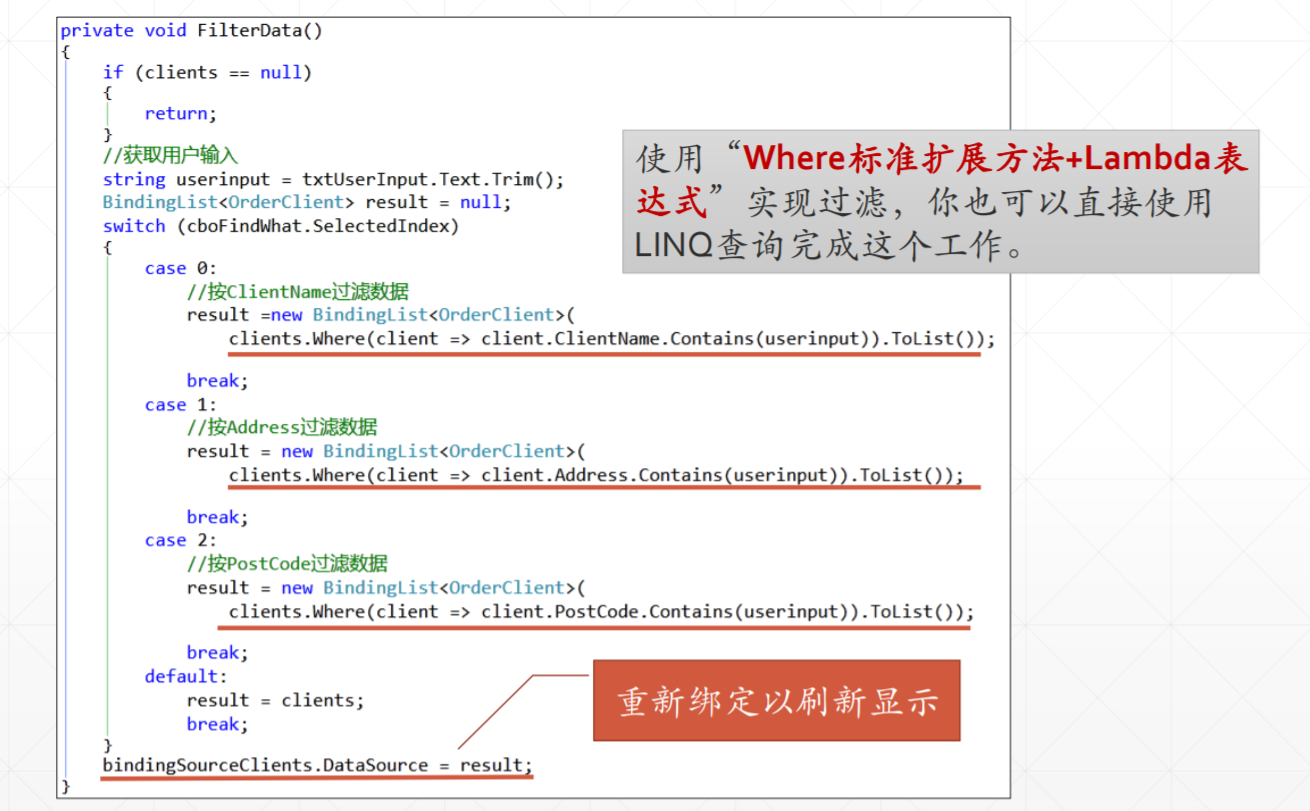 private void FilterData()
{
if (clients == null)
{
return;
}
//获取用户输入
string userinput = txtUserInput.Text.Trim();
BindingList<OrderClient> result = null;
switch (cboFindWhat.SelectedIndex)
{
case 0:
//按ClientName过滤数据
result =new BindingList<OrderClient>(
clients.Where(client => client.ClientName.Contains(userinput)).ToList());
break;
case 1:
//按Address过滤数据
result = new BindingList<OrderClient>(
clients.Where(client => client.Address.Contains(userinput)).ToList());
break;
case 2:
//按PostCode过滤数据
result = new BindingList<OrderClient>(
clients.Where(client => client.PostCode.Contains(userinput)).ToList());
break;
default:
result = clients;
break;
}
bindingSourceClients.DataSource = result;
}
使用“Where标准扩展方法+Lambda表
达式”实现过滤，你也可以直接使用
LINQ查询完成这个工作。
重新绑定以刷新显示